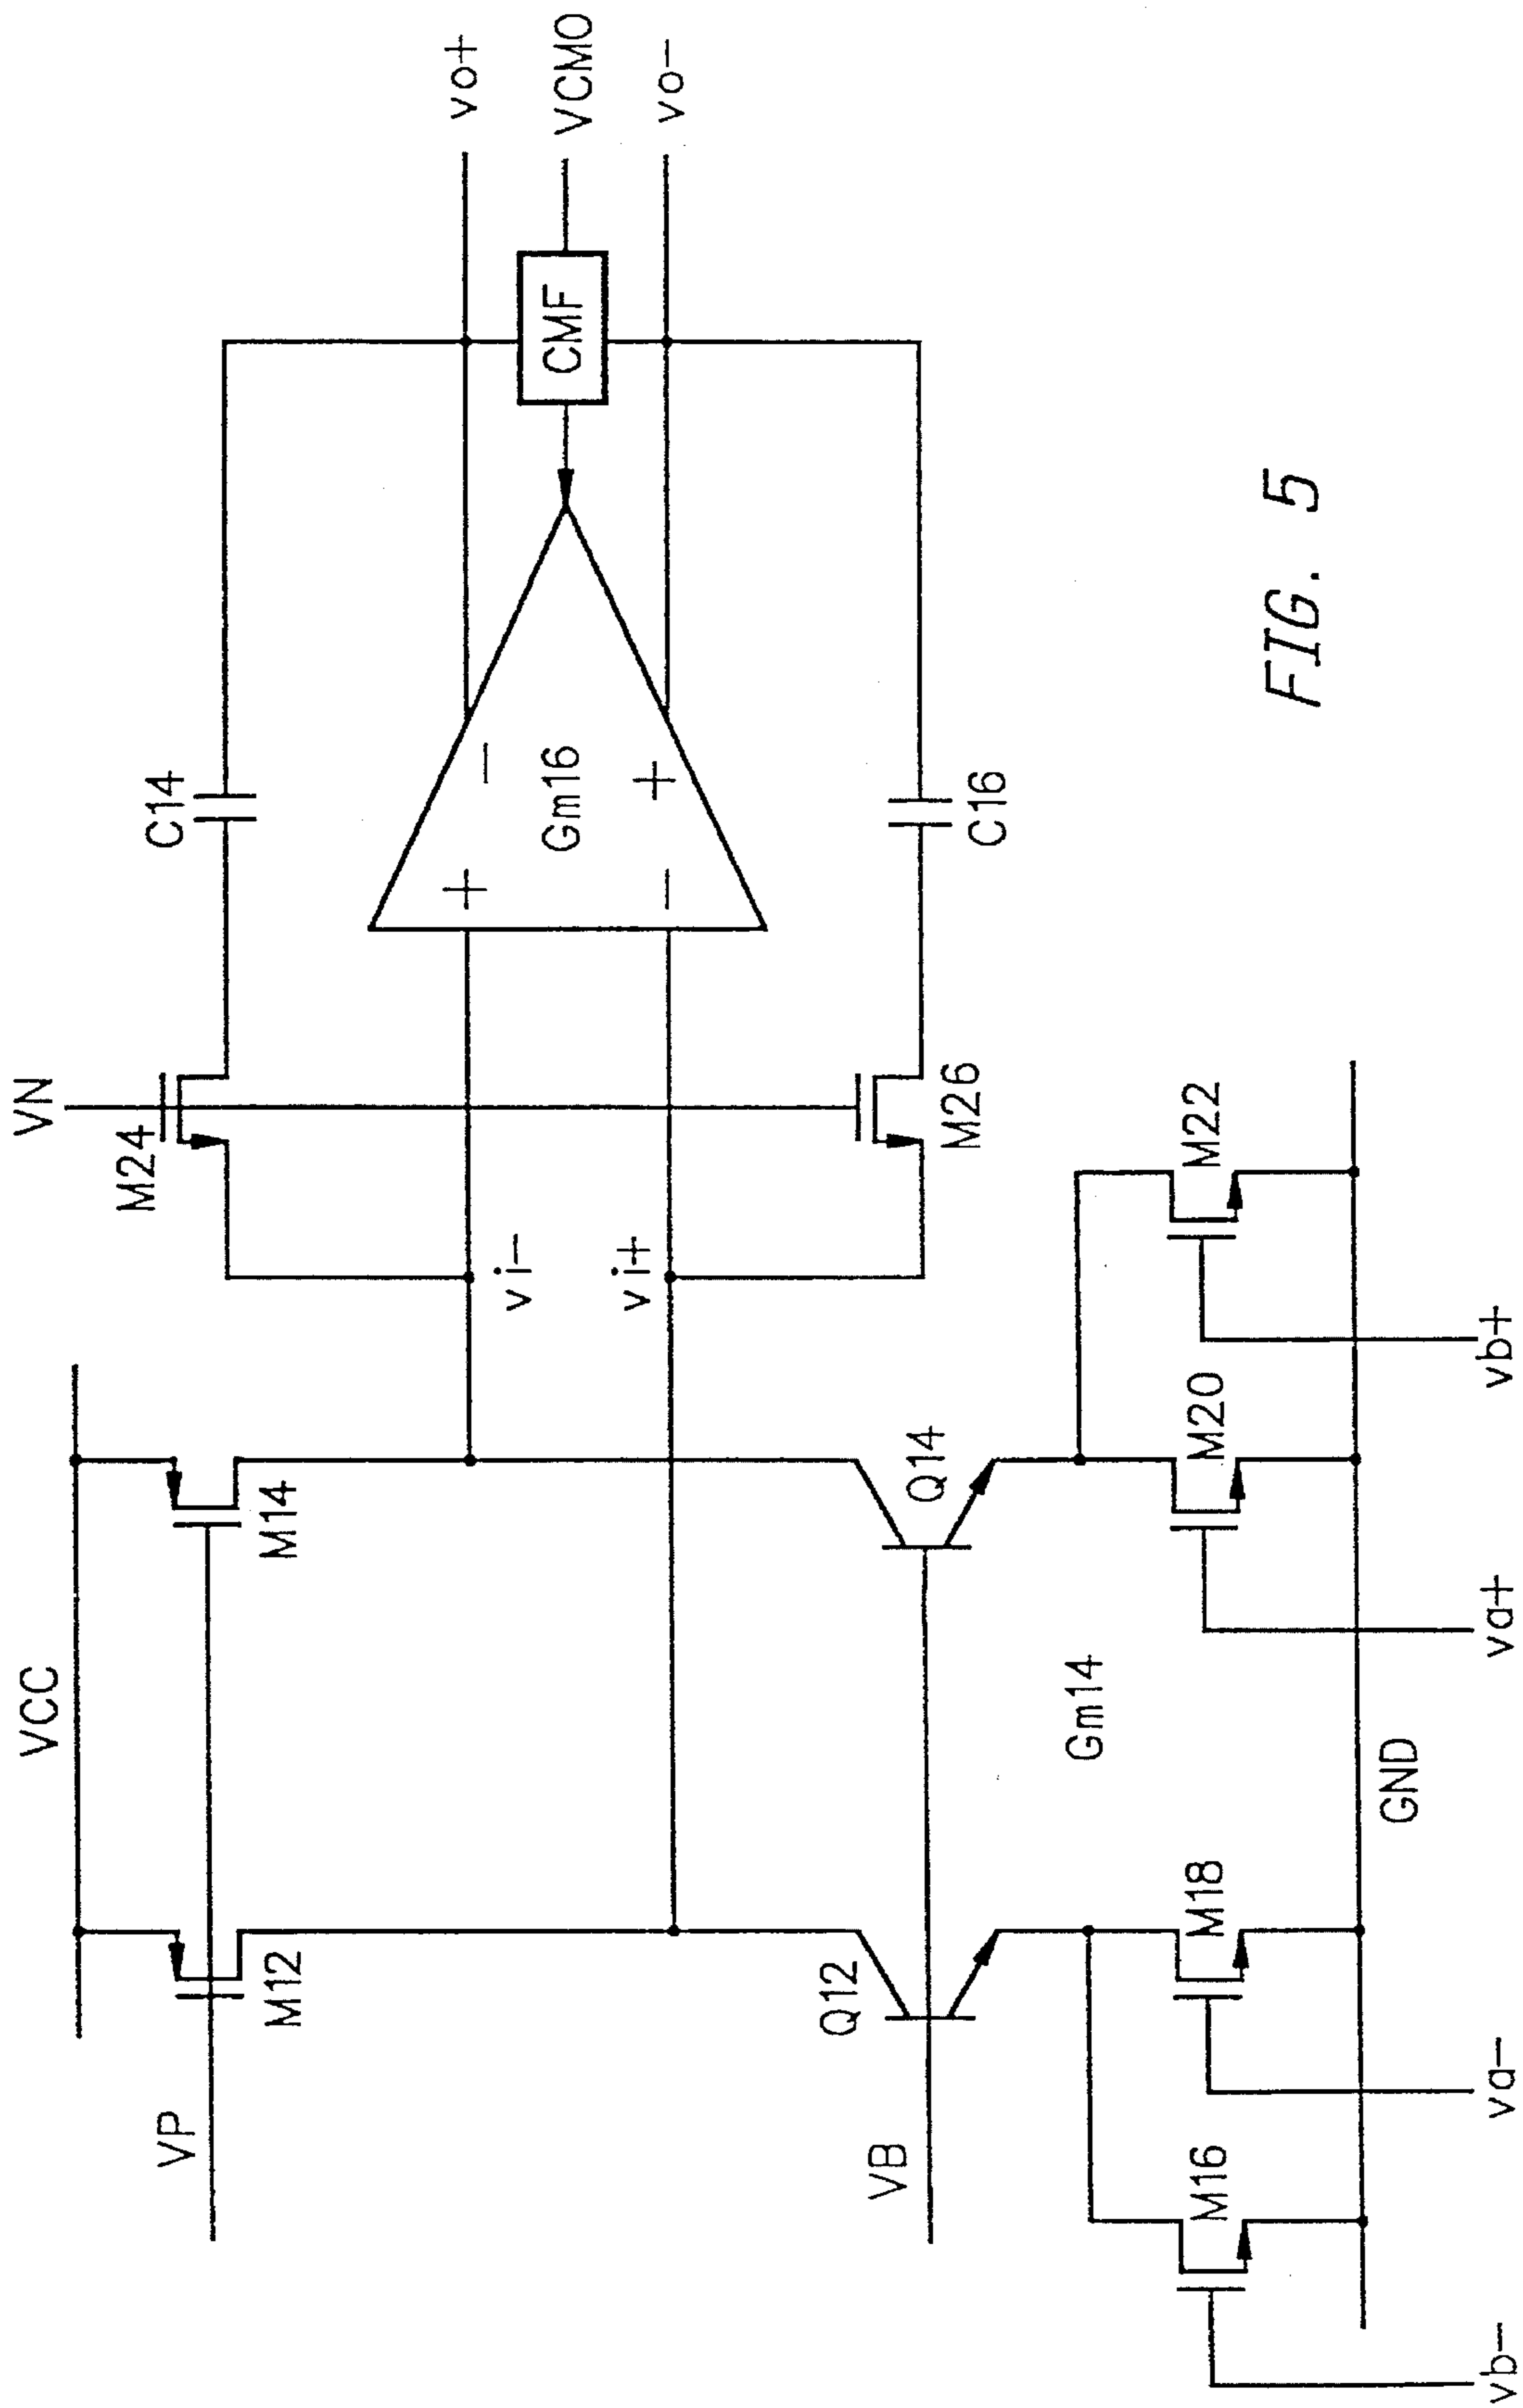 VN
VCC
M24
C14
vo+
VP
M14
M12
vi-
+
-
Gm16
CMF
VCMO
vi+
-
+
vo-
VB
Q12
Q14
M26
C16
Gm14
M16
M18
M20
M22
GND
vb-
va-
va+
vb+
FIG. 5